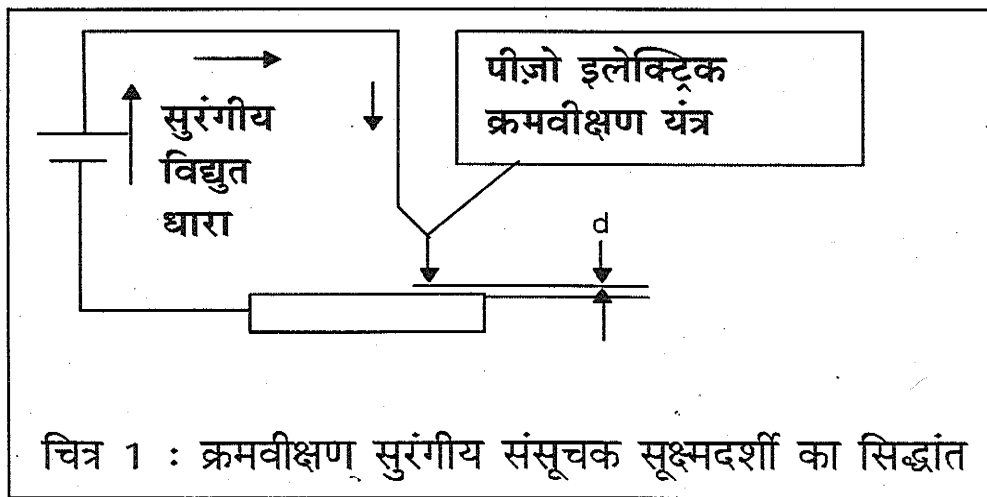 पीज़ो इलेक्ट्रिक
क्रमवीक्षण यंत्र
सुरंगीय
विद्युत
धारा
d
चित्र 1 : क्रमवीक्षण् सुरंगीय संसूचक सूक्ष्मदर्शी का सिद्धांत